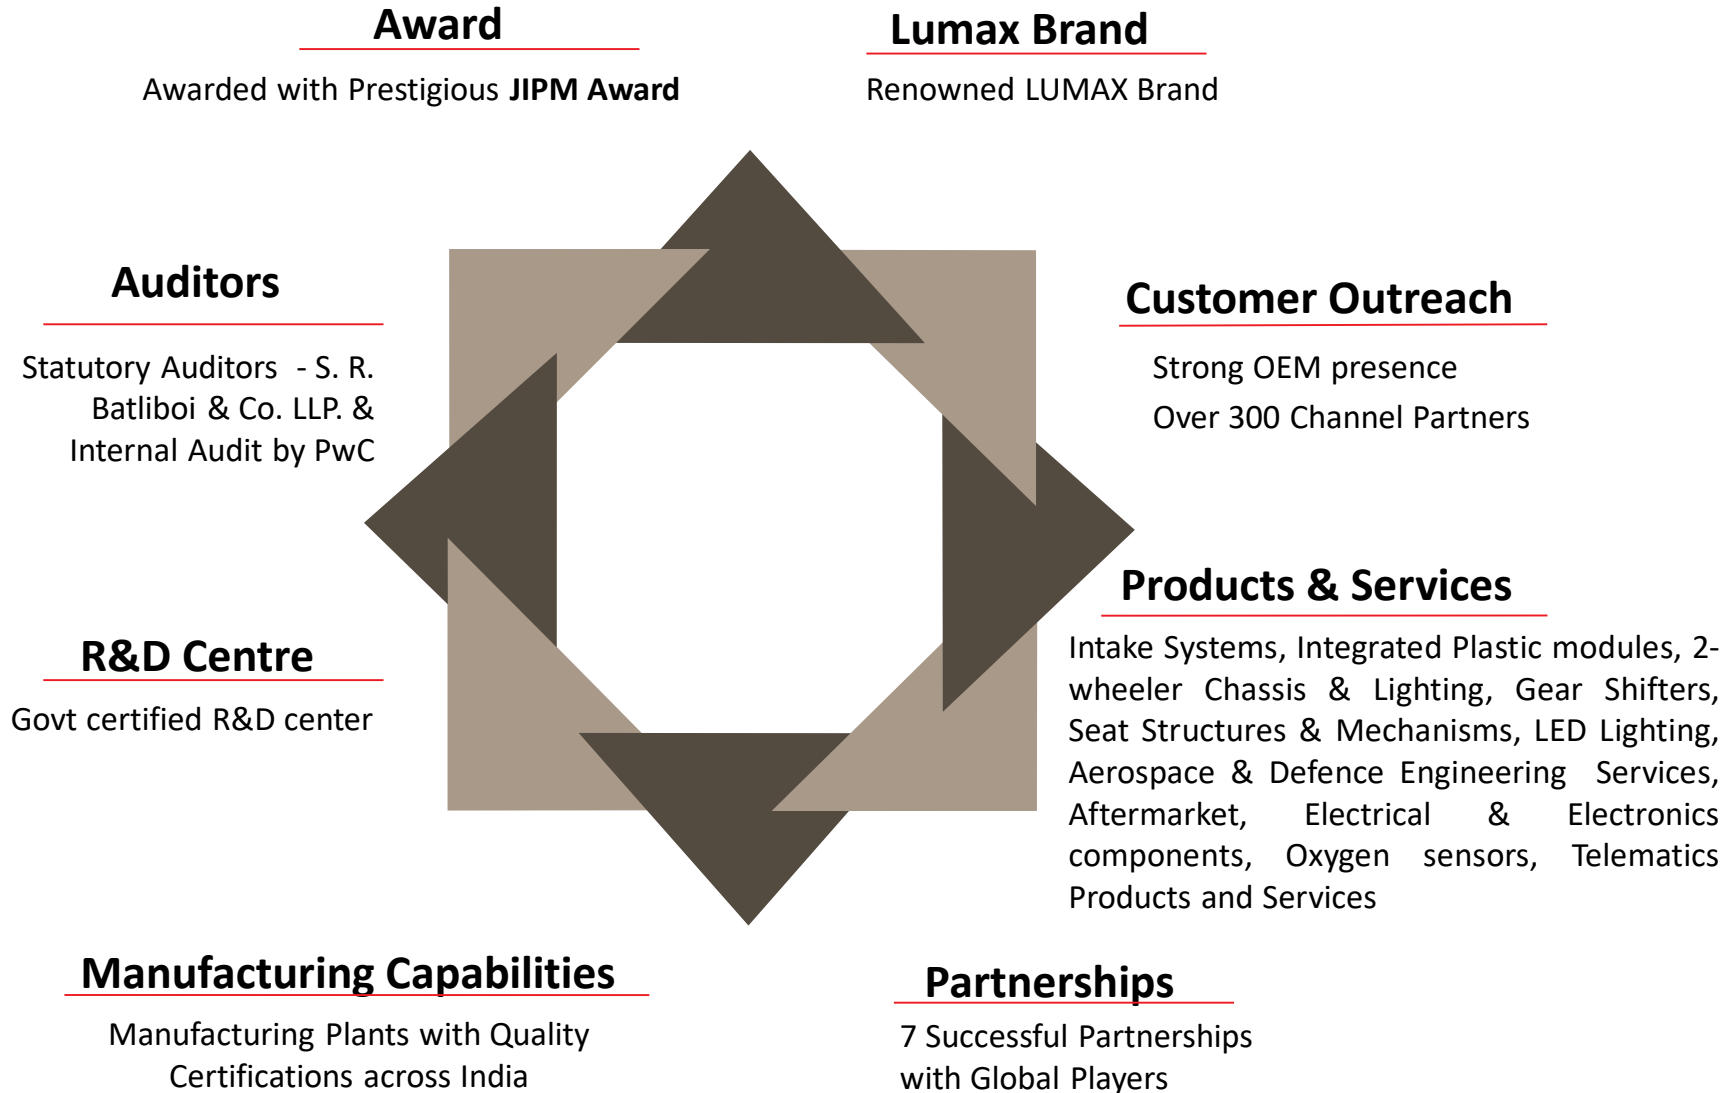 Award
Awarded with Prestigious JIPM Award
Lumax Brand
Renowned LUMAX Brand
Auditors
Statutory Auditors - S. R.
Batliboi & Co. LLP. &
Internal Audit by PwC
Customer Outreach
Strong OEM presence
Over 300 Channel Partners
R&D Centre
Govt certified R&D center
Products & Services
Intake Systems, Integrated Plastic modules, 2-
wheeler Chassis & Lighting, Gear Shifters,
Seat Structures & Mechanisms, LED Lighting,
Aerospace & Defence Engineering Services,
Aftermarket, Electrical & Electronics
components, Oxygen sensors, Telematics
Products and Services
Manufacturing Capabilities
Manufacturing Plants with Quality
Certifications across India
Partnerships
7 Successful Partnerships
with Global Players